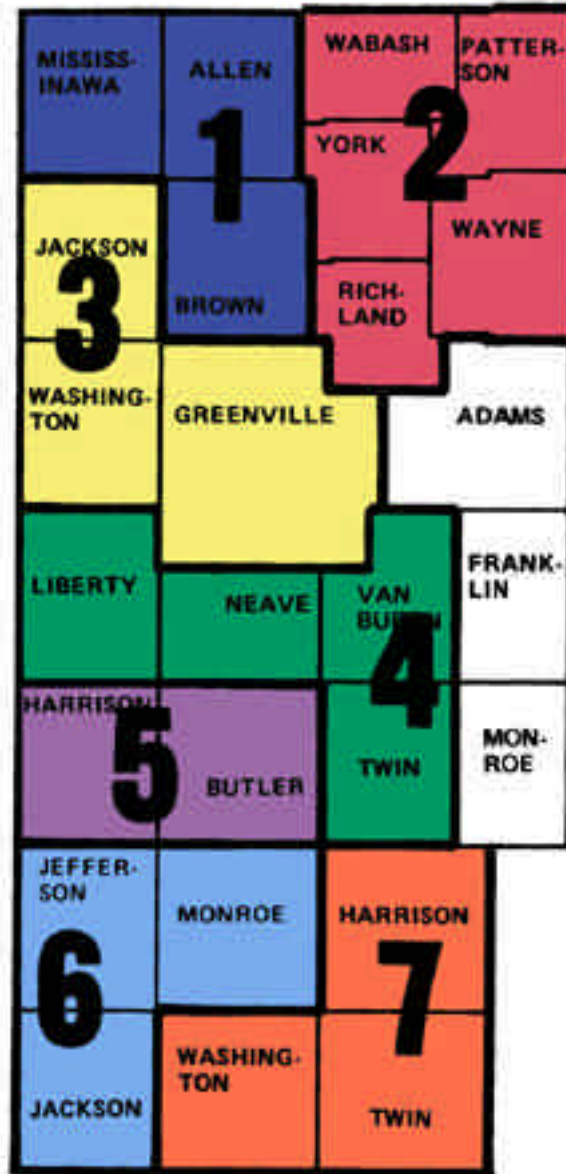 MISSISS-
INAWA
ALLEN
1
BROWN
WABASH
PATTER-
SON
2
YORK
WAYNE
RICH-
LAND
JACKSON
3
WASHING-
TON
GREENVILLE
ADAMS
LIBERTY
NEAVE
VAN
BUREN
4
TWIN
FRANK-
LIN
MON-
ROE
HARRISON
5
BUTLER
JEFFER-
SON
MONROE
6
JACKSON
HARRISON
7
WASHING-
TON
TWIN